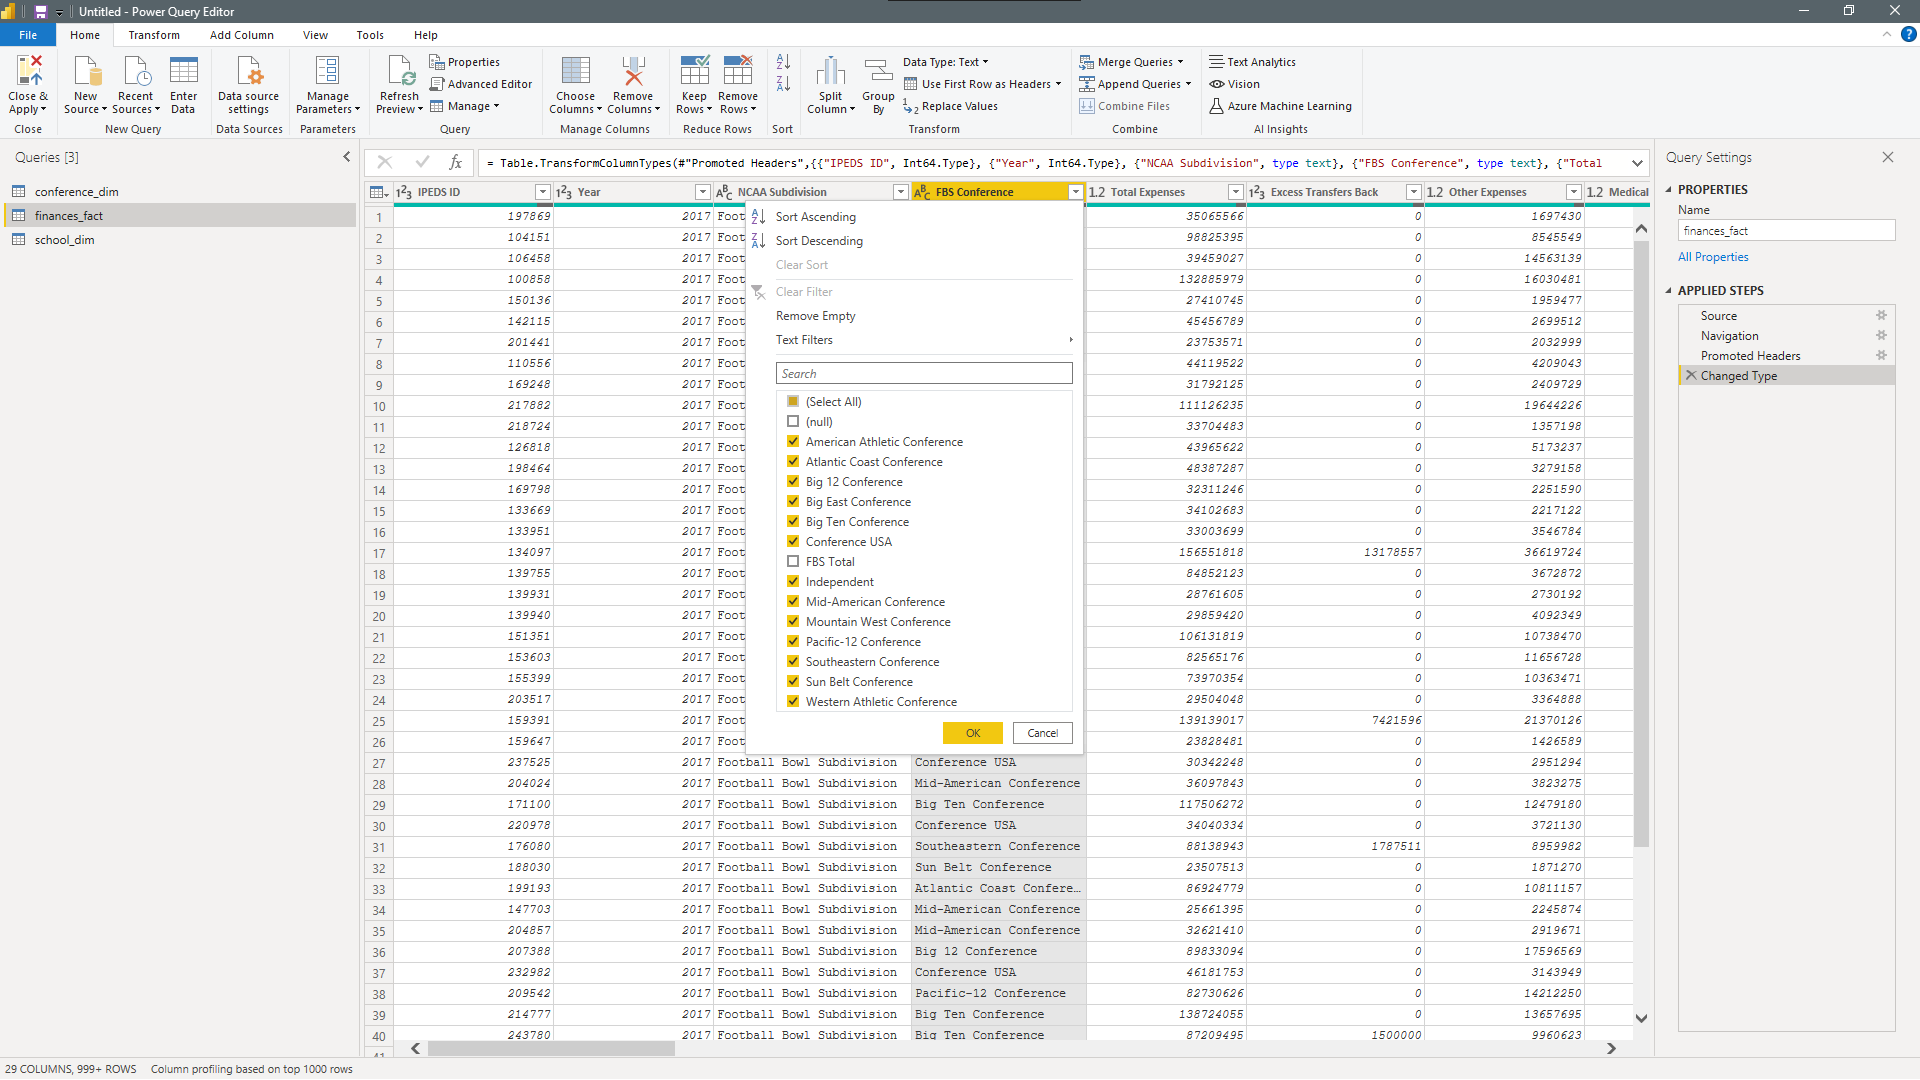 Untitled - Power Query Editor
File Home Transform Add Column View Tools Help
Close & Apply
Close
New Source Recent Sources Enter Data
New Query
Data source settings
Data Sources
Manage Parameters
Parameters
Refresh Preview
Properties
Advanced Editor
Manage
Query
Choose Columns Remove Columns
Manage Columns
Keep Rows Remove Rows
Reduce Rows
Sort
Split Column Group By
Data Type: Text
Use First Row as Headers
Replace Values
Transform
Merge Queries
Append Queries
Combine Files
Combine
Text Analytics
Vision
Azure Machine Learning
AI Insights
Queries [3]
conference_dim
finances_fact
school_dim
fx = Table.TransformColumnTypes(#"Promoted Headers",{{"IPEDS ID", Int64.Type}, {"Year", Int64.Type}, {"NCAA Subdivision", type text}, {"FBS Conference", type text}, {"Total
IPEDS ID Year NCAA Subdivision FBS Conference Total Expenses Excess Transfers Back Other Expenses Medical
1 197869 2017 Foot 35065566 0 1697430
2 104151 2017 Foot 98825395 0 8545549
3 106458 2017 Foot 39459027 0 14563139
4 100858 2017 Foot 132885979 0 16030481
5 150136 2017 Foot 27410745 0 1959477
6 142115 2017 Foot 45456789 0 2699512
7 201441 2017 Foot 23753571 0 2032999
8 110556 2017 Foot 44119522 0 4209043
9 169248 2017 Foot 31792125 0 2409729
10 217882 2017 Foot 111126235 0 19644226
11 218724 2017 Foot 33704483 0 1357198
12 126818 2017 Foot 43965622 0 5173237
13 198464 2017 Foot 48387287 0 3279158
14 169798 2017 Foot 32311246 0 2251590
15 133669 2017 Foot 34102683 0 2217122
16 133951 2017 Foot 33003699 0 3546784
17 134097 2017 Foot 156551818 13178557 36619724
18 139755 2017 Foot 84852123 0 3672872
19 139931 2017 Foot 28761605 0 2730192
20 139940 2017 Foot 29859420 0 4092349
21 151351 2017 Foot 106131819 0 10738470
22 153603 2017 Foot 82565176 0 11656728
23 155399 2017 Foot 73970354 0 10363471
24 203517 2017 Foot 29504048 0 3364888
25 159391 2017 Foot 139139017 7421596 21370126
26 159647 2017 Foot 23828481 0 1426589
27 237525 2017 Football Bowl Subdivision Conference USA 30342248 0 2951294
28 204024 2017 Football Bowl Subdivision Mid-American Conference 36097843 0 3823275
29 171100 2017 Football Bowl Subdivision Big Ten Conference 117506272 0 12479180
30 220978 2017 Football Bowl Subdivision Conference USA 34040334 0 3721130
31 176080 2017 Football Bowl Subdivision Southeastern Conference 88138943 1787511 8959982
32 188030 2017 Football Bowl Subdivision Sun Belt Conference 23507513 0 1871270
33 199193 2017 Football Bowl Subdivision Atlantic Coast Confere... 86924779 0 10811157
34 147703 2017 Football Bowl Subdivision Mid-American Conference 25661395 0 2245874
35 204857 2017 Football Bowl Subdivision Mid-American Conference 32621410 0 2919671
36 207388 2017 Football Bowl Subdivision Big 12 Conference 89833094 0 17596569
37 232982 2017 Football Bowl Subdivision Conference USA 46181753 0 3143949
38 209542 2017 Football Bowl Subdivision Pacific-12 Conference 82730626 0 14212250
39 214777 2017 Football Bowl Subdivision Big Ten Conference 138724055 0 13657695
40 243780 2017 Football Bowl Subdivision Big Ten Conference 87209495 1500000 9960623
41
Sort Ascending
Sort Descending
Clear Sort
Clear Filter
Remove Empty
Text Filters
Search
(Select All)
(null)
American Athletic Conference
Atlantic Coast Conference
Big 12 Conference
Big East Conference
Big Ten Conference
Conference USA
FBS Total
Independent
Mid-American Conference
Mountain West Conference
Pacific-12 Conference
Southeastern Conference
Sun Belt Conference
Western Athletic Conference
OK Cancel
Query Settings
PROPERTIES
Name
finances_fact
All Properties
APPLIED STEPS
Source
Navigation
Promoted Headers
Changed Type
29 COLUMNS, 999+ ROWS Column profiling based on top 1000 rows